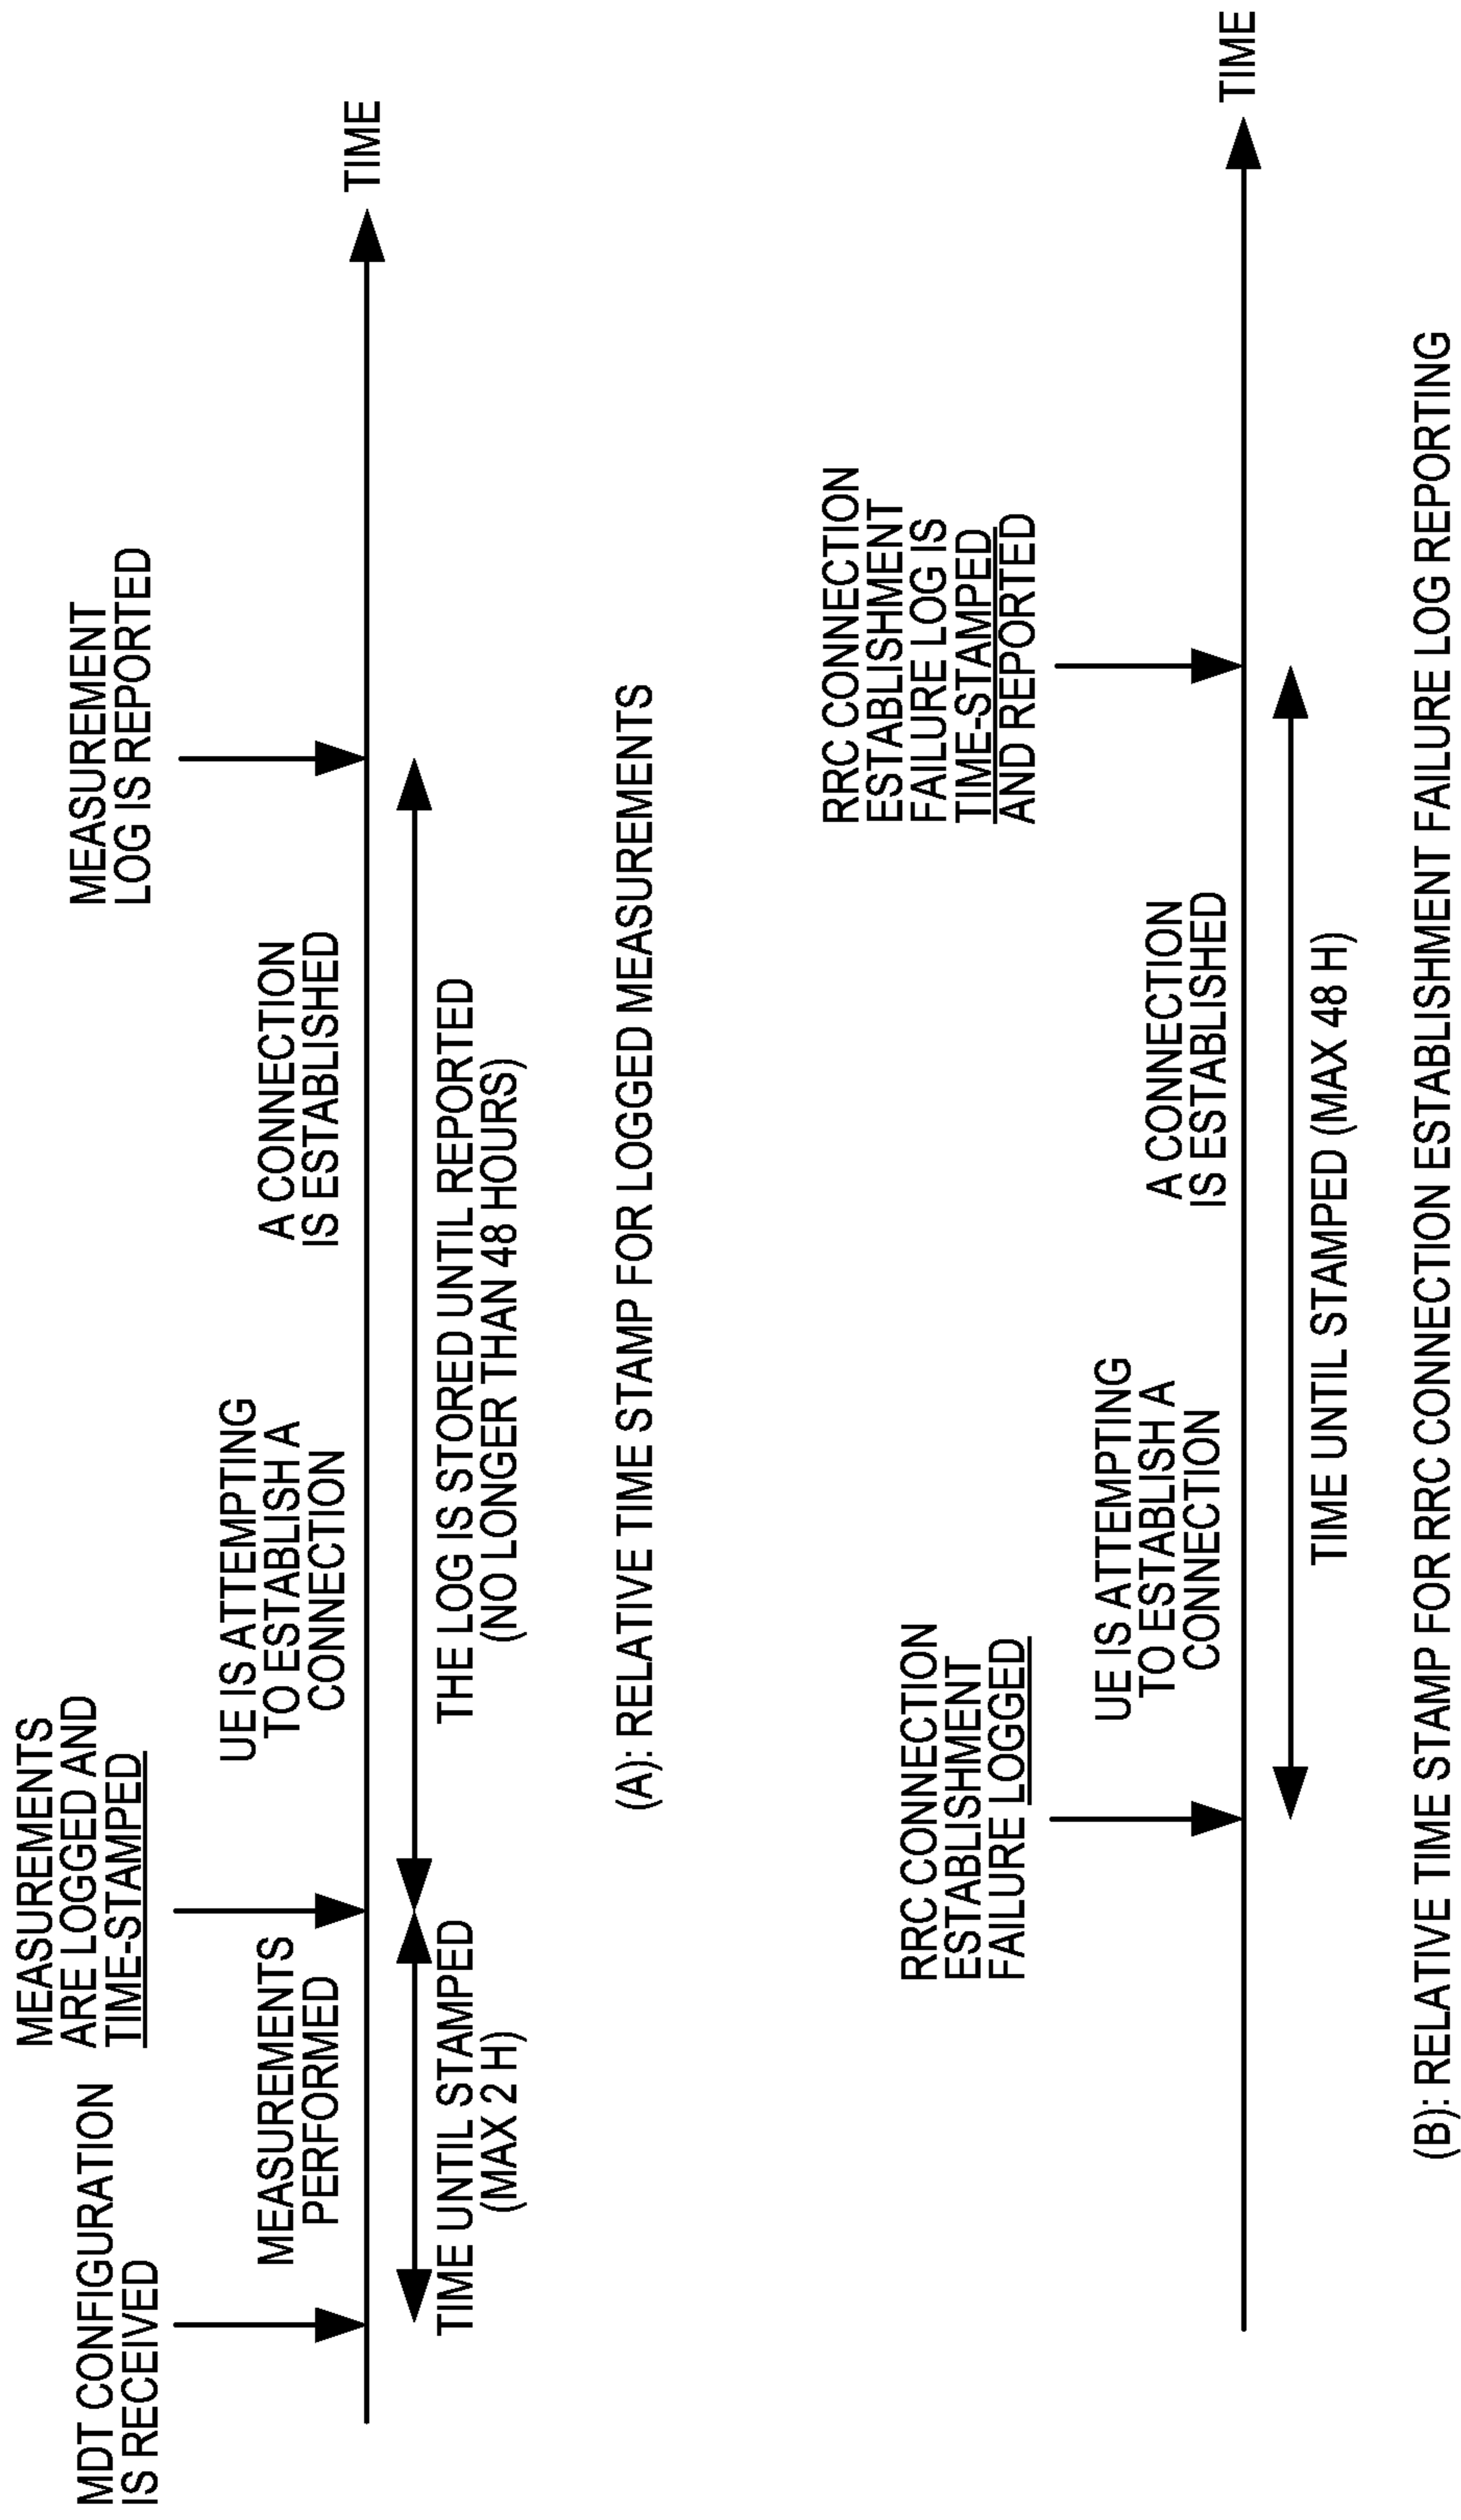 MDT CONFIGURATION
IS RECEIVED
MEASUREMENTS
ARE LOGGED AND
TIME-STAMPED
MEASUREMENT
LOG IS REPORTED
MEASUREMENTS
PERFORMED
UE IS ATTEMPTING
TO ESTABLISH A
CONNECTION
A CONNECTION
IS ESTABLISHED
TIME
TIME UNTIL STAMPED
(MAX 2 H)
THE LOG IS STORED UNTIL REPORTED
(NO LONGER THAN 48 HOURS)
(A): RELATIVE TIME STAMP FOR LOGGED MEASUREMENTS
RRC CONNECTION
ESTABLISHMENT
FAILURE LOGGED
RRC CONNECTION
ESTABLISHMENT
FAILURE LOG IS
TIME-STAMPED
AND REPORTED
UE IS ATTEMPTING
TO ESTABLISH A
CONNECTION
A CONNECTION
IS ESTABLISHED
TIME
TIME UNTIL STAMPED (MAX 48 H)
(B): RELATIVE TIME STAMP FOR RRC CONNECTION ESTABLISHMENT FAILURE LOG REPORTING